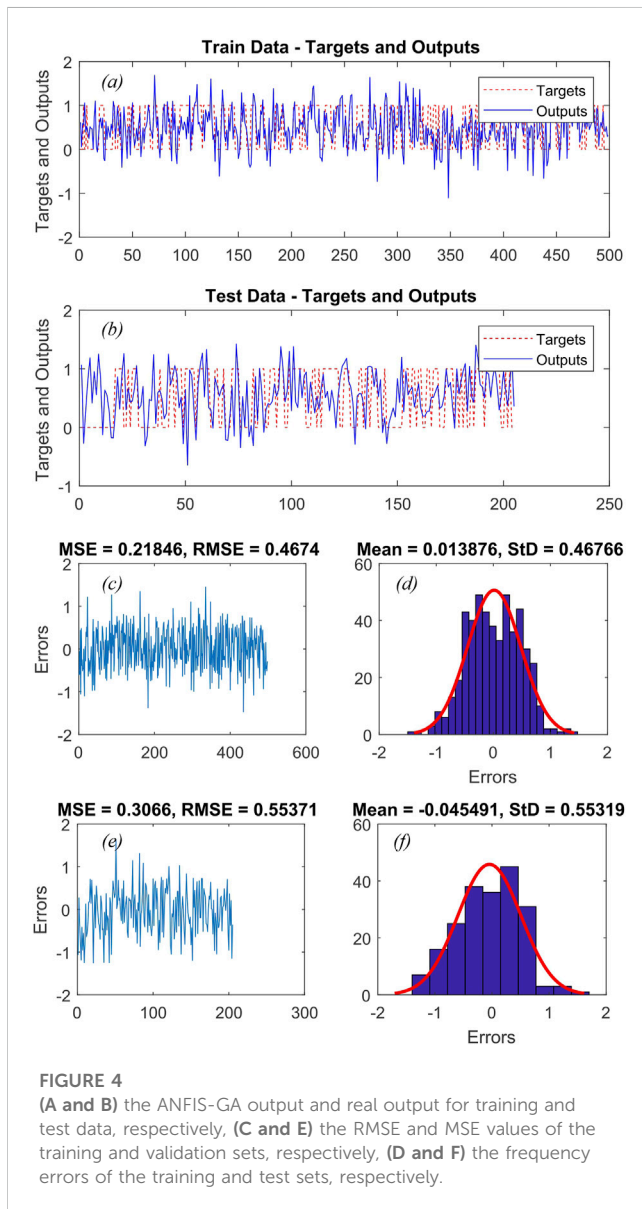 Train Data - Targets and Outputs
(a)
Targets
Outputs
Targets and Outputs
2
1
0
-1
-2
0 50 100 150 200 250 300 350 400 450 500
Test Data - Targets and Outputs
(b)
Targets
Outputs
Targets and Outputs
2
1
0
-1
50 100 150 200 250
MSE = 0.21846, RMSE = 0.4674
(c)
Errors
2
1
0
-1
-2
0 200 400 600
Mean = 0.013876, StD = 0.46766
(d)
60
40
20
0
-2 -1 0 1 2
Errors
MSE = 0.3066, RMSE = 0.55371
(e)
Errors
2
1
0
-1
-2
0 100 200 300
Mean = -0.045491, StD = 0.55319
(f)
60
40
20
0
-2 -1 0 1 2
Errors
FIGURE 4
(A and B) the ANFIS-GA output and real output for training and
test data, respectively, (C and E) the RMSE and MSE values of the
training and validation sets, respectively, (D and F) the frequency
errors of the training and test sets, respectively.